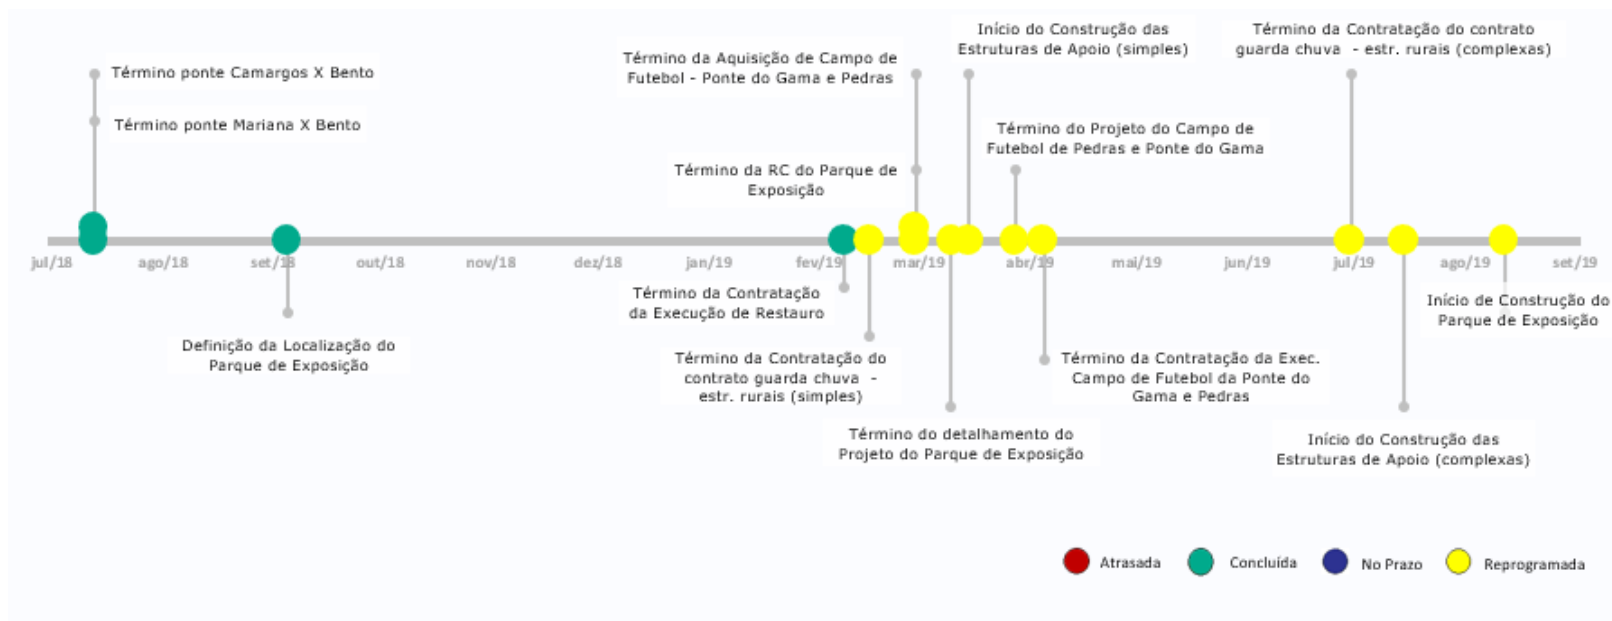 Início do Construção das
Estruturas de Apoio (simples)
Término da Contratação do contrato
guarda chuva - estr. rurais (complexas)
Término da Aquisição de Campo de
Futebol - Ponte do Gama e Pedras
Término ponte Camargos X Bento
Término ponte Mariana X Bento
Término do Projeto do Campo de
Futebol de Pedras e Ponte do Gama
Término da RC do Parque de
Exposição
jul/18
ago/18
set/18
out/18
nov/18
dez/18
jan/19
fev/19
mar/19
abr/19
mai/19
jun/19
jul/19
ago/19
set/19
Término da Contratação
da Execução de Restauro
Início de Construção do
Parque de Exposição
Definição da Localização do
Parque de Exposição
Término da Contratação do
contrato guarda chuva -
estr. rurais (simples)
Término da Contratação da Exec.
Campo de Futebol da Ponte do
Gama e Pedras
Término do detalhamento do
Projeto do Parque de Exposição
Início do Construção das
Estruturas de Apoio (complexas)
Atrasada
Concluída
No Prazo
Reprogramada